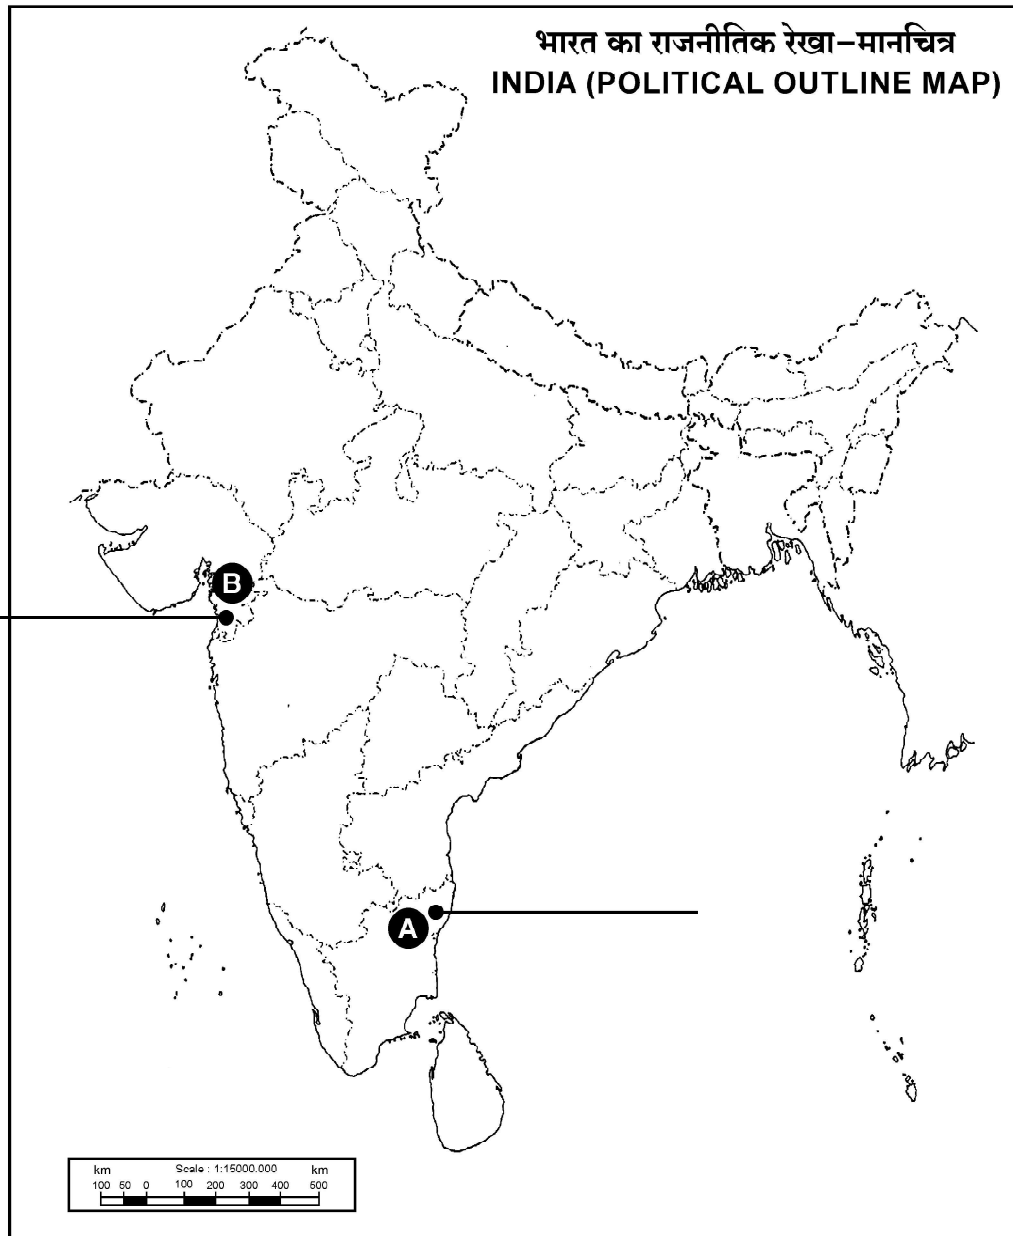 भारत का राजनीतिक रेखा–मानचित्र
INDIA (POLITICAL OUTLINE MAP)
B
A
km Scale : 1:15000.000 km
100 50 0 100 200 300 400 500